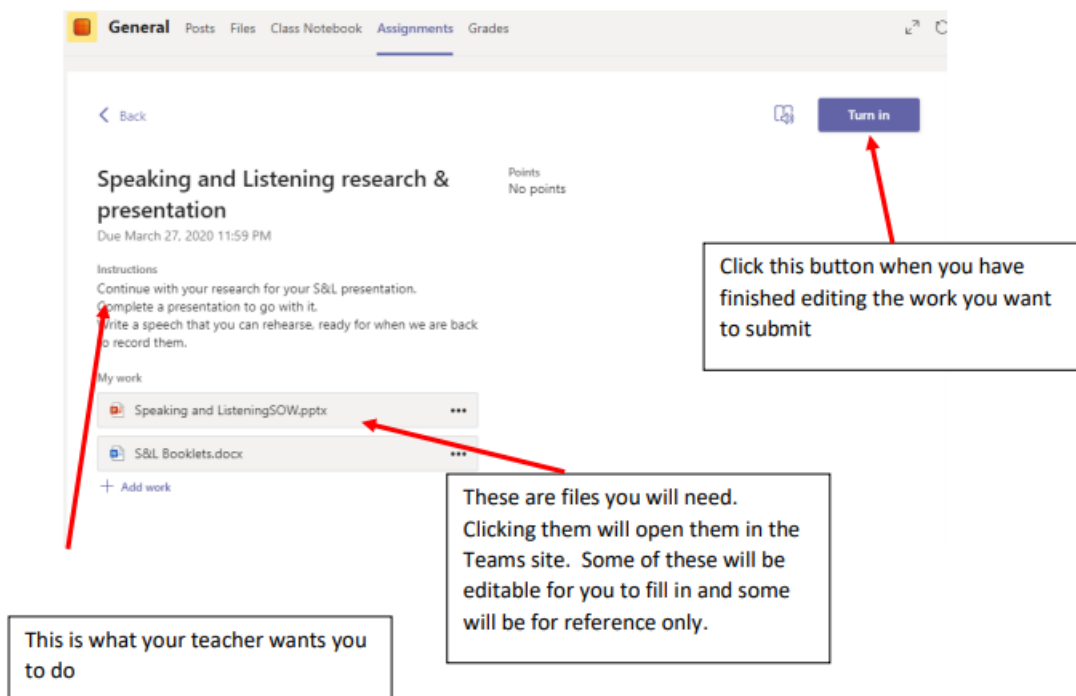 General Posts Files Class Notebook Assignments Grades
Back
Turn in
Speaking and Listening research &
presentation
Due March 27, 2020 11:59 PM
Points
No points
Instructions
Continue with your research for your S&L presentation.
Complete a presentation to go with it.
Write a speech that you can rehearse, ready for when we are back
to record them.
My work
Speaking and ListeningSOW.pptx
S&L Booklets.docx
+ Add work
Click this button when you have
finished editing the work you want
to submit
These are files you will need.
Clicking them will open them in the
Teams site. Some of these will be
editable for you to fill in and some
will be for reference only.
This is what your teacher wants you
to do